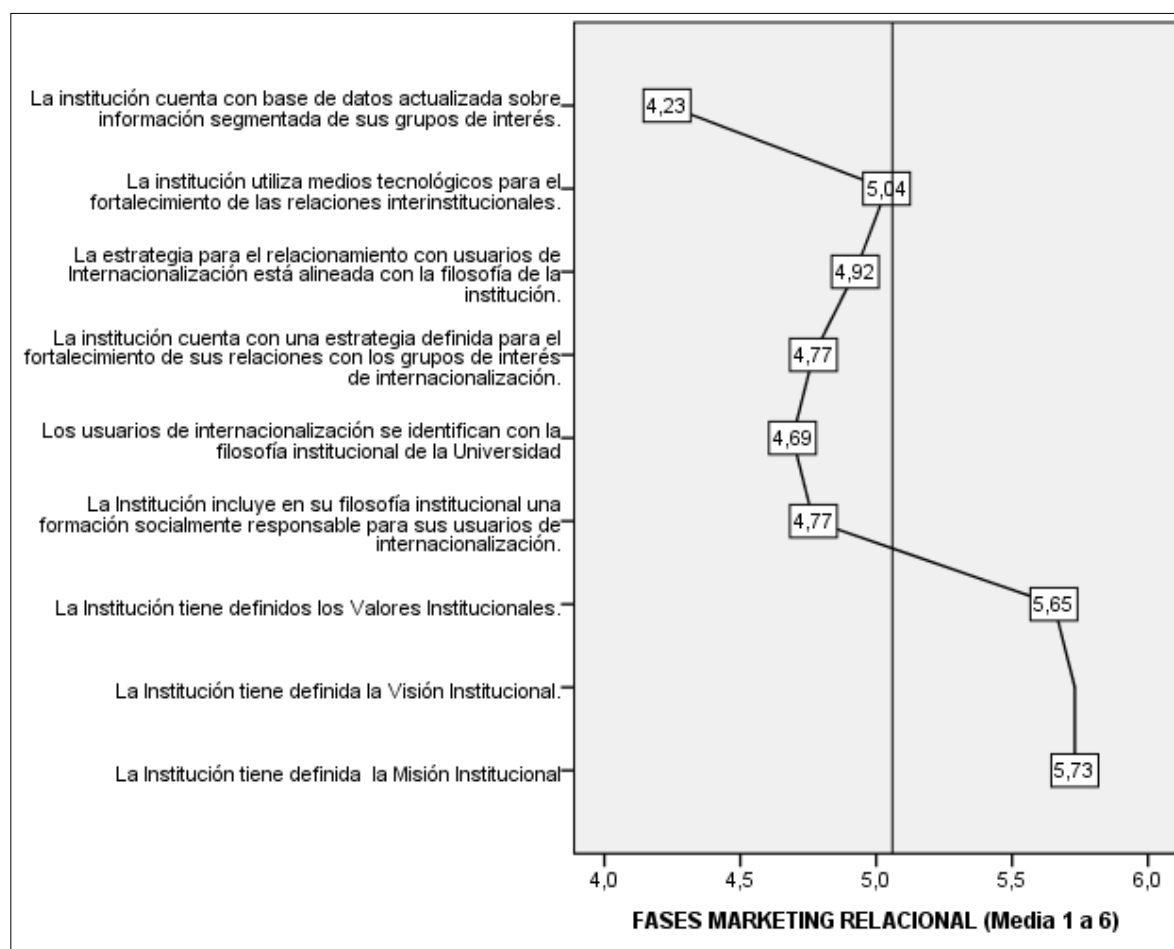 La institución cuenta con base de datos actualizada sobre
información segmentada de sus grupos de interés.
4,23
La institución utiliza medios tecnológicos para el
fortalecimiento de las relaciones interinstitucionales.
5,04
La estrategia para el relacionamiento con usuarios de
Internacionalización está alineada con la filosofía de la
institución.
4,92
La institución cuenta con una estrategia definida para el
fortalecimiento de sus relaciones con los grupos de interés
de internacionalización.
4,77
Los usuarios de internacionalización se identifican con la
filosofía institucional de la Universidad
4,69
La Institución incluye en su filosofía institucional una
formación socialmente responsable para sus usuarios de
internacionalización.
4,77
La Institución tiene definidos los Valores Institucionales.
5,65
La Institución tiene definida la Visión Institucional.
La Institución tiene definida la Misión Institucional
5,73
4,0 4,5 5,0 5,5 6,0
FASES MARKETING RELACIONAL (Media 1 a 6)